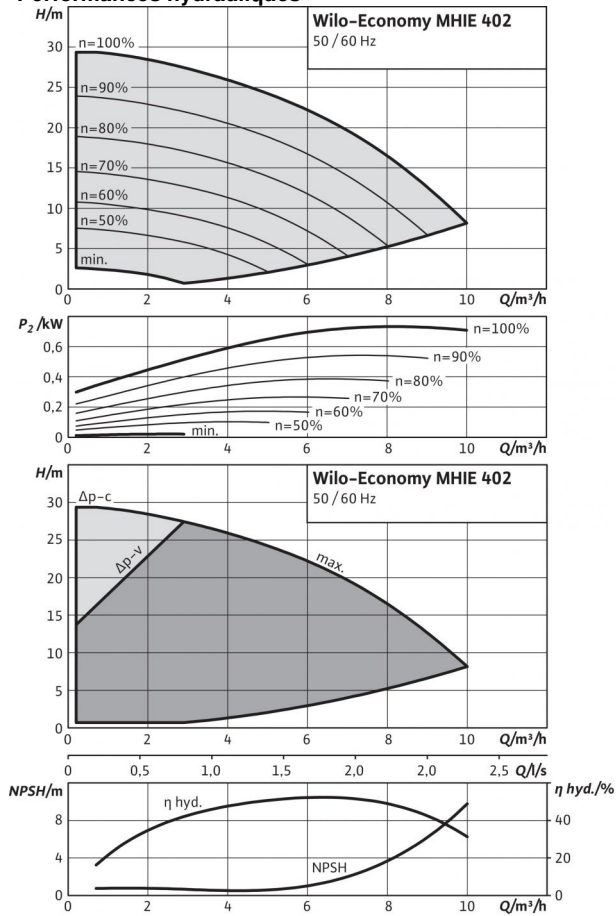 Performances hydrauliques
H/m
Wilo-Economy MHIE 402
50 / 60 Hz
30
n=100%
25
n=90%
20
n=80%
15
n=70%
10
n=60%
n=50%
5
min.
0
0 2 4 6 8 10 Q/m³/h
P₂/kW
0.6
n=100%
n=90%
0.4
n=80%
n=70%
0.2
n=60%
n=50%
min.
0
0 2 4 6 8 10 Q/m³/h
H/m
Wilo-Economy MHIE 402
50 / 60 Hz
30
Δp-c
25
Δp-v
max.
20
15
10
5
0
0 2 4 6 8 10 Q/m³/h
0 0,5 1,0 1,5 2,0 2,0 2,5 Q/l/s
NPSH/m
η hyd./%
η hyd.
8 40
4 20
NPSH
0 0
0 2 4 6 8 10 Q/m³/h